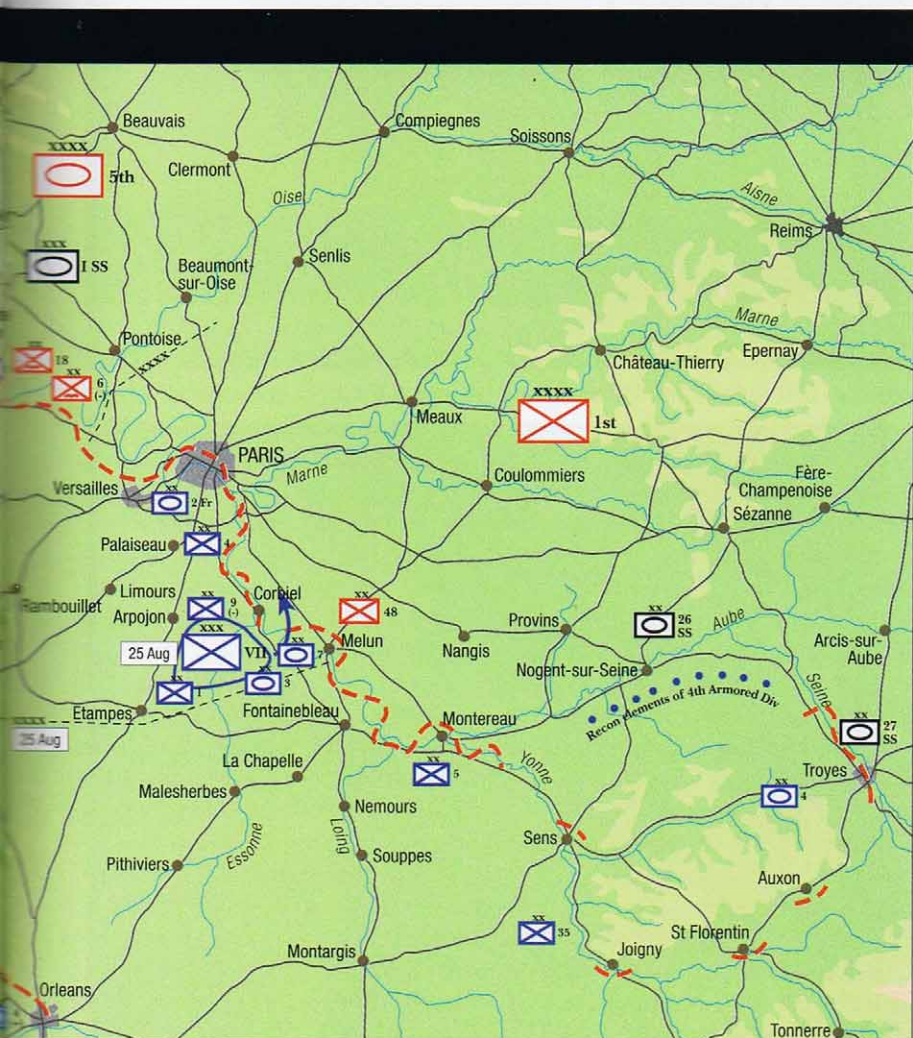 Beauvais
Compiegnes
Soissons
Clermont
xxxx
5th
Oise
Aisne
Reims
xxx
I SS
Senlis
Beaumont-
sur-Oise
Marne
Pontoise
Château-Thierry
Epernay
xxxx
xx
18
xx
6
(-)
xxxx
1st
Meaux
PARIS
Marne
Coulommiers
Fère-
Champenoise
Versailles
xx
2 Fr
Sézanne
xx
4
Palaiseau
Limours
Corbiel
Rambouillet
Arpojon
xx
9
(-)
xx
48
Provins
xx
26
SS
Aube
Arcis-sur-
Aube
25 Aug
xxx
VII
xx
7
Melun
Nangis
Nogent-sur-Seine
xx
1
xx
3
Seine
Recon elements of 4th Armored Div
Etampes
Fontainebleau
xxxx
25 Aug
Montereau
xx
27
SS
La Chapelle
xx
5
Yonne
Troyes
Malesherbes
Nemours
xx
4
Essonne
Loing
Sens
Pithiviers
Souppes
Auxon
xx
35
St Florentin
Montargis
Joigny
Orleans
Tonnerre